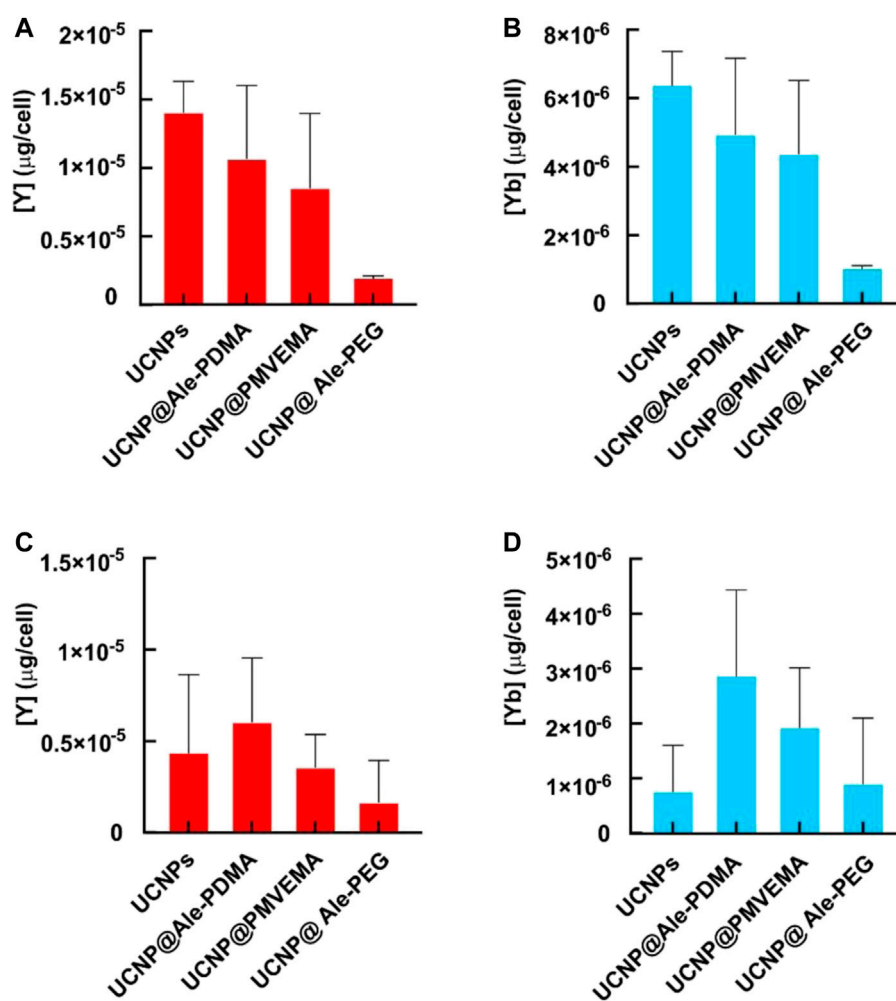 A
[Y] (μg/cell)
2×10⁻⁵
1.5×10⁻⁵
1×10⁻⁵
0.5×10⁻⁵
0
UCNPs
UCNP@Ale-PDMA
UCNP@PMVEMA
UCNP@ Ale-PEG
B
[Yb] (μg/cell)
8×10⁻⁶
6×10⁻⁶
4×10⁻⁶
2×10⁻⁶
0
UCNPs
UCNP@Ale-PDMA
UCNP@PMVEMA
UCNP@ Ale-PEG
C
[Y] (μg/cell)
1.5×10⁻⁵
1×10⁻⁵
0.5×10⁻⁵
0
UCNPs
UCNP@Ale-PDMA
UCNP@PMVEMA
UCNP@ Ale-PEG
D
[Yb] (μg/cell)
5×10⁻⁶
4×10⁻⁶
3×10⁻⁶
2×10⁻⁶
1×10⁻⁶
0
UCNPs
UCNP@Ale-PDMA
UCNP@PMVEMA
UCNP@ Ale-PEG